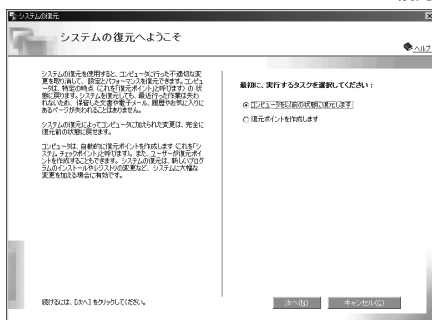 システムの復元
システムの復元へようこそ
ヘルプ
システムの復元を使用すると、コンピュータに行った不適切な変
更を取り消して、設定とパフォーマンスを復元できます。コンピュ
ータは、特定の時点 (これを「復元ポイント」と呼びます) の 状
態に戻ります。システムを復元しても、最近行った作業は失わ
れないため、保管した文書や電子メール、履歴やお気に入りに
あるページが失われることはありません。
システムの復元によってコンピュータに加えられた変更は、完全に
復元前の状態に戻せます。
コンピュータは、自動的に復元ポイントを作成します (これを「シ
ステム チェックポイント」と呼びます)。また、ユーザーが復元ポイ
ントを作成することもできます。システムの復元は、新しいプログ
ラムのインストールやレジストリの変更など、システムに大幅な
変更を加える場合に有効です。
最初に、実行するタスクを選択してください :
コンピュータを以前の状態に復元します
復元ポイントを作成します
続けるには、[次へ] をクリックしてください。
次へ(N)
キャンセル(C)